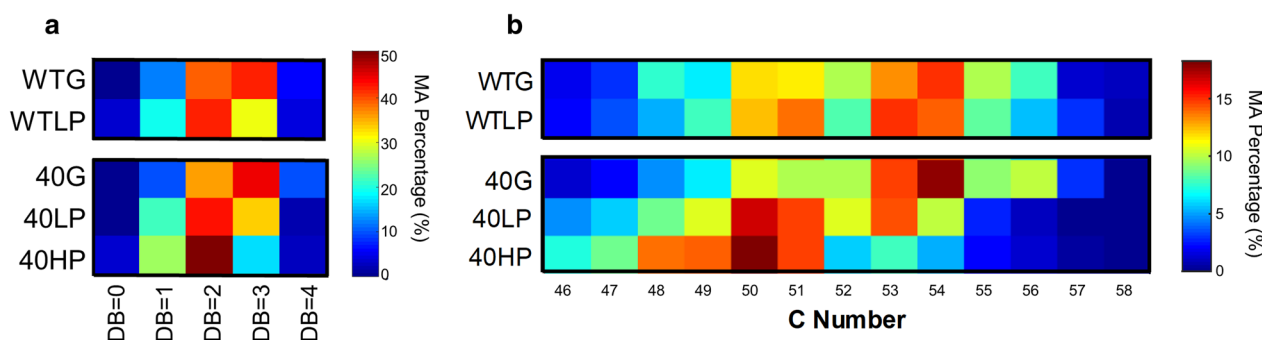 a
WTG
WTLP
40G
40LP
40HP
DB=0
DB=1
DB=2
DB=3
DB=4
50
40
30
20
10
0
MA Percentage (%)
b
WTG
WTLP
40G
40LP
40HP
46 47 48 49 50 51 52 53 54 55 56 57 58
C Number
15
10
5
0
MA Percentage (%)